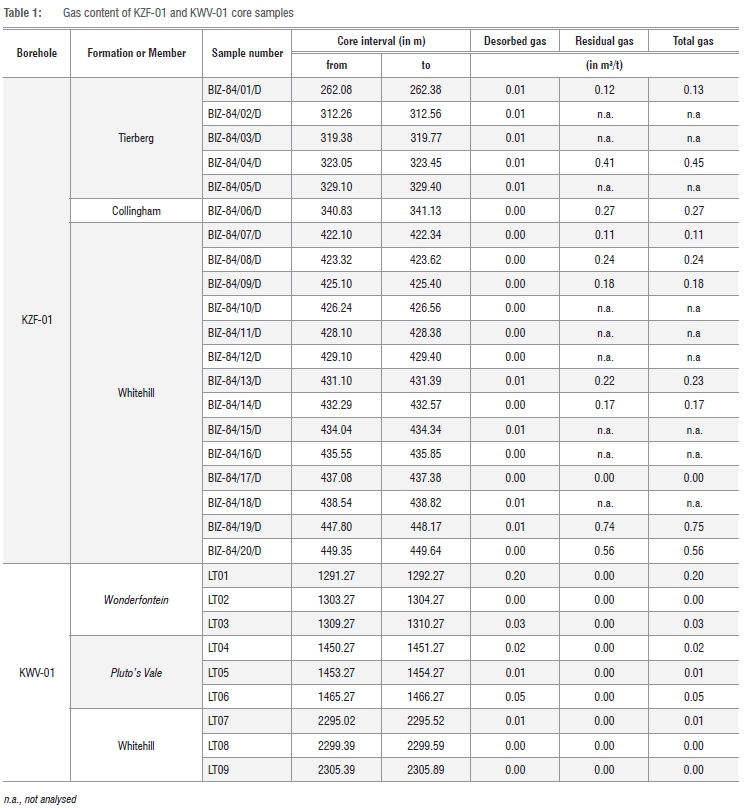 Table 1: Gas content of KZF-01 and KWV-01 core samples
Borehole Formation or Member Sample number Core interval (in m) Desorbed gas Residual gas Total gas
from to (in m³/t)
KZF-01 Tierberg BIZ-84/01/D 262.08 262.38 0.01 0.12 0.13
BIZ-84/02/D 312.26 312.56 0.01 n.a. n.a
BIZ-84/03/D 319.38 319.77 0.01 n.a. n.a
BIZ-84/04/D 323.05 323.45 0.01 0.41 0.45
BIZ-84/05/D 329.10 329.40 0.01 n.a. n.a
Collingham BIZ-84/06/D 340.83 341.13 0.00 0.27 0.27
Whitehill BIZ-84/07/D 422.10 422.34 0.00 0.11 0.11
BIZ-84/08/D 423.32 423.62 0.00 0.24 0.24
BIZ-84/09/D 425.10 425.40 0.00 0.18 0.18
BIZ-84/10/D 426.24 426.56 0.00 n.a. n.a
BIZ-84/11/D 428.10 428.38 0.00 n.a. n.a
BIZ-84/12/D 429.10 429.40 0.00 n.a. n.a
BIZ-84/13/D 431.10 431.39 0.01 0.22 0.23
BIZ-84/14/D 432.29 432.57 0.00 0.17 0.17
BIZ-84/15/D 434.04 434.34 0.01 n.a. n.a.
BIZ-84/16/D 435.55 435.85 0.00 n.a. n.a.
BIZ-84/17/D 437.08 437.38 0.00 0.00 0.00
BIZ-84/18/D 438.54 438.82 0.01 n.a. n.a.
BIZ-84/19/D 447.80 448.17 0.01 0.74 0.75
BIZ-84/20/D 449.35 449.64 0.00 0.56 0.56
KWV-01 Wonderfontein LT01 1291.27 1292.27 0.20 0.00 0.20
LT02 1303.27 1304.27 0.00 0.00 0.00
LT03 1309.27 1310.27 0.03 0.00 0.03
Pluto's Vale LT04 1450.27 1451.27 0.02 0.00 0.02
LT05 1453.27 1454.27 0.01 0.00 0.01
LT06 1465.27 1466.27 0.05 0.00 0.05
Whitehill LT07 2295.02 2295.52 0.01 0.00 0.01
LT08 2299.39 2299.59 0.00 0.00 0.00
LT09 2305.39 2305.89 0.00 0.00 0.00
n.a., not analysed